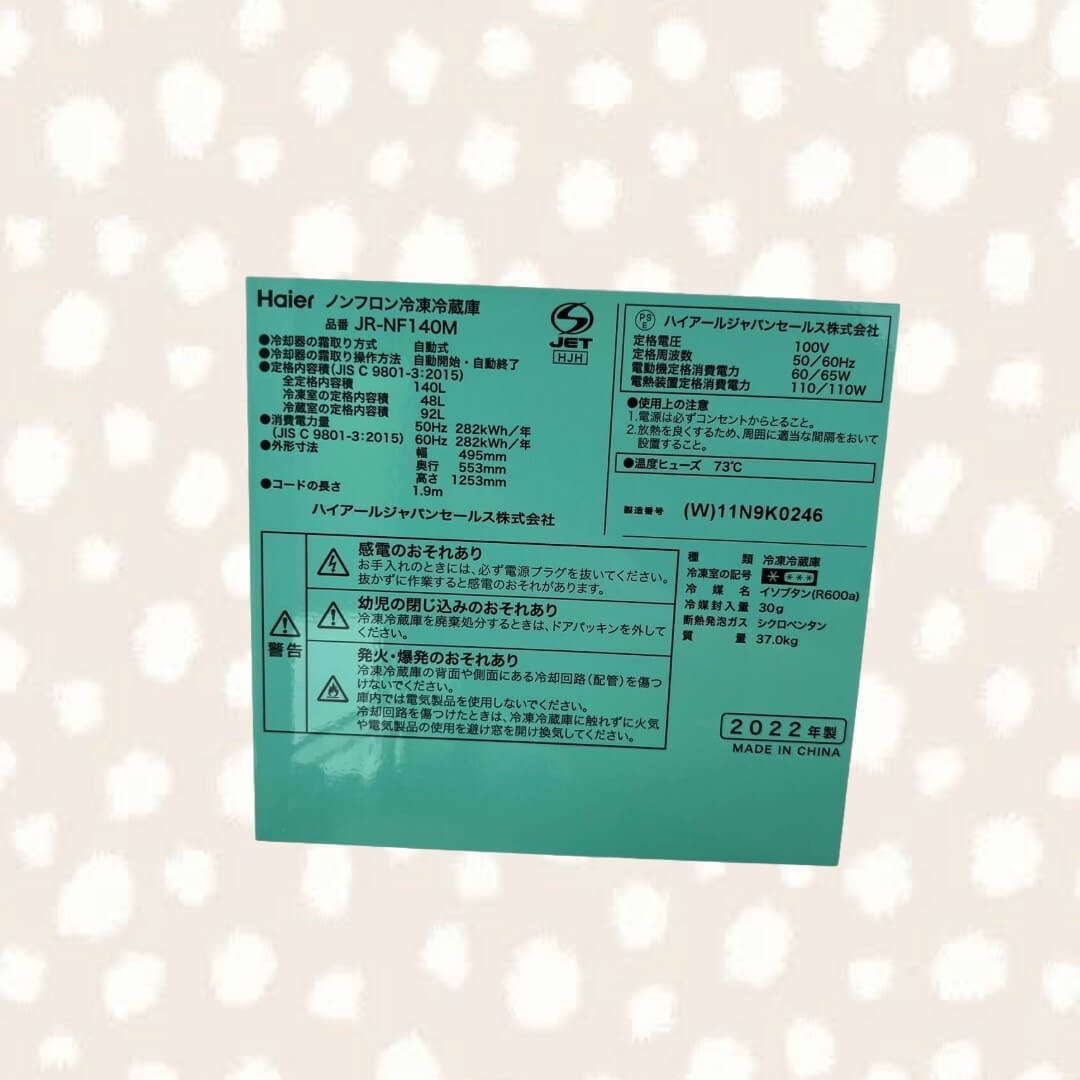 Haier ノンフロン冷凍冷蔵庫
品番 JR-NF140M
●冷却器の霜取り方式 自動式
●冷却器の霜取り操作方法 自動開始・自動終了
●定格内容積(JIS C 9801-3:2015)
全定格内容積 140L
冷凍室の定格内容積 48L
冷蔵室の定格内容積 92L
●消費電力量 50Hz 282kWh/年
(JIS C 9801-3:2015) 60Hz 282kWh/年
●外形寸法 幅 495mm
奥行 553mm
高さ 1253mm
●コードの長さ 1.9m
ハイアールジャパンセールス株式会社
S
JET
HJH
PS
E
ハイアールジャパンセールス株式会社
定格電圧 100V
定格周波数 50/60Hz
電動機定格消費電力 60/65W
電熱装置定格消費電力 110/110W
●使用上の注意
1.電源は必ずコンセントからとること。
2.放熱を良くするため、周囲に適当な間隔をおいて
設置すること。
●温度ヒューズ 73℃
製造番号 (W)11N9K0246
警告
感電のおそれあり
お手入れのときには、必ず電源プラグを抜いてください。
抜かずに作業すると感電のおそれがあります。
幼児の閉じ込みのおそれあり
冷凍冷蔵庫を廃棄処分するときは、ドアパッキンを外して
ください。
発火・爆発のおそれあり
冷凍冷蔵庫の背面や側面にある冷却回路(配管)を傷つ
けないでください。
庫内では電気製品を使用しないでください。
冷却回路を傷つけたときは、冷凍冷蔵庫に触れずに火気
や電気製品の使用を避け窓を開け換気してください。
種類 冷凍冷蔵庫
冷凍室の記号 * ***
冷媒名 イソブタン(R600a)
冷媒封入量 30g
断熱発泡ガス シクロペンタン
質量 37.0kg
2022年製
MADE IN CHINA